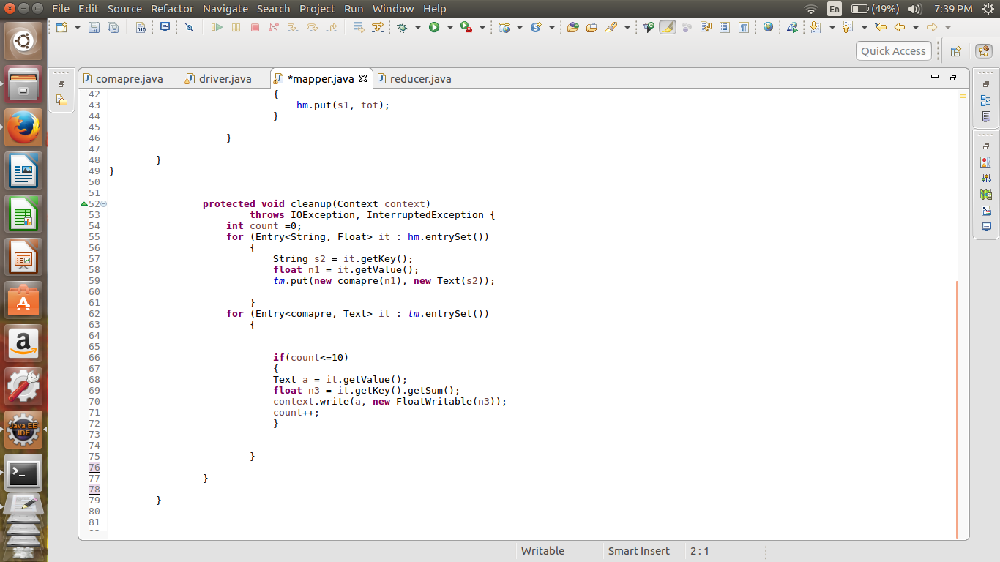 File Edit Source Refactor Navigate Search Project Run Window Help
En (49%) 7:39 PM
Quick Access
comapre.java driver.java *mapper.java reducer.java
42 {
43 hm.put(s1, tot);
44 }
45
46 }
47
48 }
49 }
50
51
52 protected void cleanup(Context context)
53 throws IOException, InterruptedException {
54 int count =0;
55 for (Entry<String, Float> it : hm.entrySet())
56 {
57 String s2 = it.getKey();
58 float n1 = it.getValue();
59 tm.put(new comapre(n1), new Text(s2));
60
61 }
62 for (Entry<comapre, Text> it : tm.entrySet())
63 {
64
65
66 if(count<=10)
67 {
68 Text a = it.getValue();
69 float n3 = it.getKey().getSum();
70 context.write(a, new FloatWritable(n3));
71 count++;
72 }
73
74
75 }
76
77 }
78
79 }
80
81
Java EE
IDE
Writable Smart Insert 2 : 1